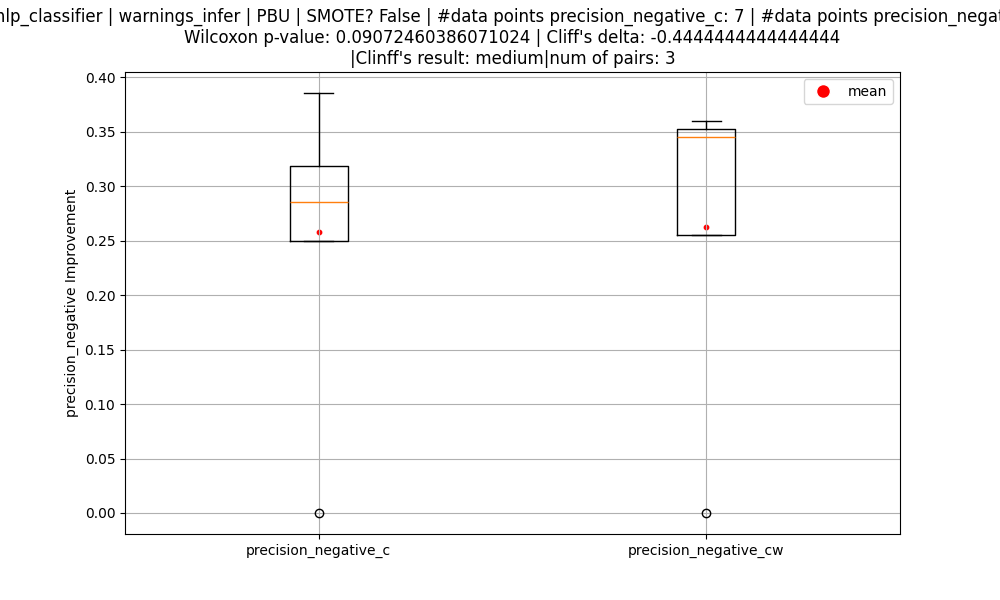 nlp_classifier | warnings_infer | PBU | SMOTE? False | #data points precision_negative_c: 7 | #data points
Wilcoxon p-value: 0.09072460386071024 | Cliff's delta: -0.4444444444444444
|Clinff's result: medium|num of pairs: 3
mean
precision_negative Improvement
0.40
0.35
0.30
0.25
0.20
0.15
0.10
0.05
0.00
precision_negative_c
precision_negative_cw